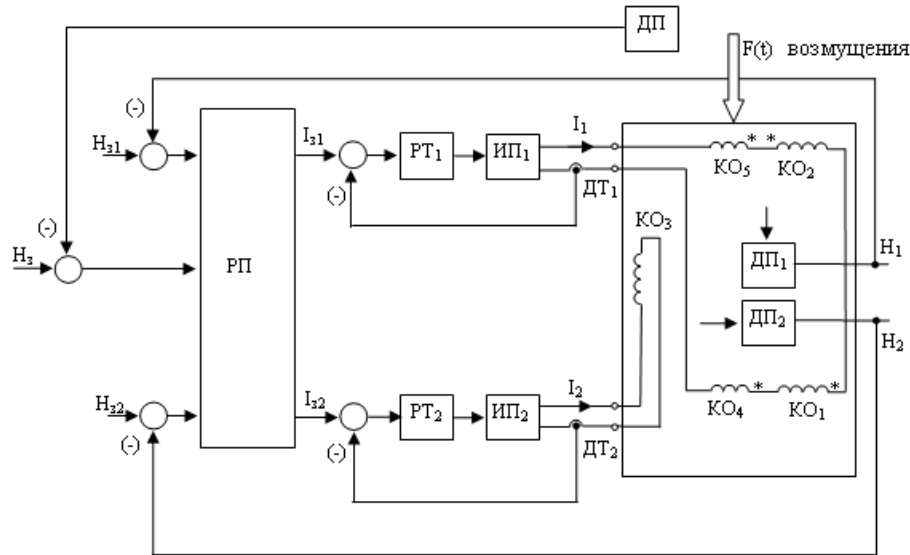 ДП
F(t) возмущения
(-)
Hз1
I1
* *
Iз1
РТ1
ИП1
КО5
КО2
(-)
ДТ1
(-)
КО3
Hз
РП
ДП1
H1
ДП2
H2
Hз2
Iз2
I2
* *
РТ2
ИП2
КО4
КО1
(-)
(-)
ДТ2